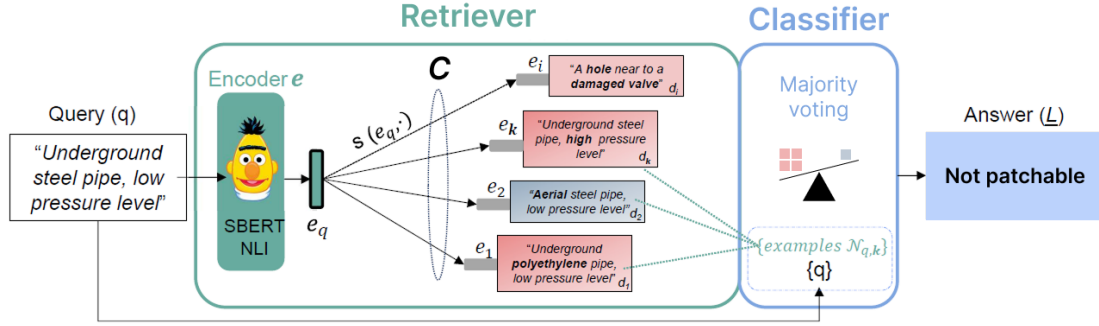 Retriever
Classifier
Encoder e
C
Query (q)
"Underground
steel pipe, low
pressure level"
SBERT
NLI
e_q
s (e_q,·)
e_i
"A hole near to a
damaged valve" d_i
e_k
"Underground steel
pipe, high pressure
level" d_k
e_2
"Aerial steel pipe,
low pressure level" d_2
e_1
"Underground
polyethylene pipe,
low pressure level" d_1
Majority
voting
{examples N_q,k}
{q}
Answer (L)
Not patchable